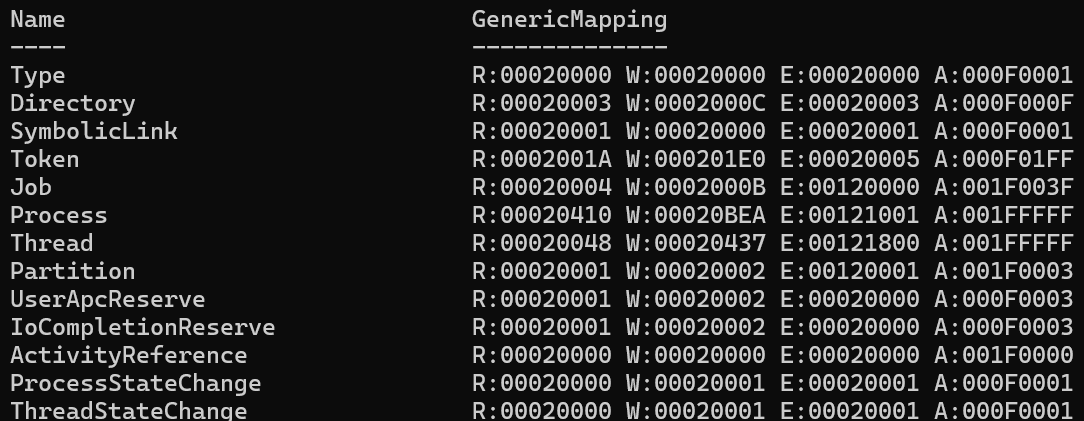 Name GenericMapping
---- --------------
Type R:00020000 W:00020000 E:00020000 A:000F0001
Directory R:00020003 W:0002000C E:00020003 A:000F000F
SymbolicLink R:00020001 W:00020000 E:00020001 A:000F0001
Token R:0002001A W:000201E0 E:00020005 A:000F01FF
Job R:00020004 W:0002000B E:00120000 A:001F003F
Process R:00020410 W:00020BEA E:00121001 A:001FFFFF
Thread R:00020048 W:00020437 E:00121800 A:001FFFFF
Partition R:00020001 W:00020002 E:00120001 A:001F0003
UserApcReserve R:00020001 W:00020002 E:00020000 A:000F0003
IoCompletionReserve R:00020001 W:00020002 E:00020000 A:000F0003
ActivityReference R:00020000 W:00020000 E:00020000 A:001F0000
ProcessStateChange R:00020000 W:00020001 E:00020001 A:000F0001
ThreadStateChange R:00020000 W:00020001 E:00020001 A:000F0001